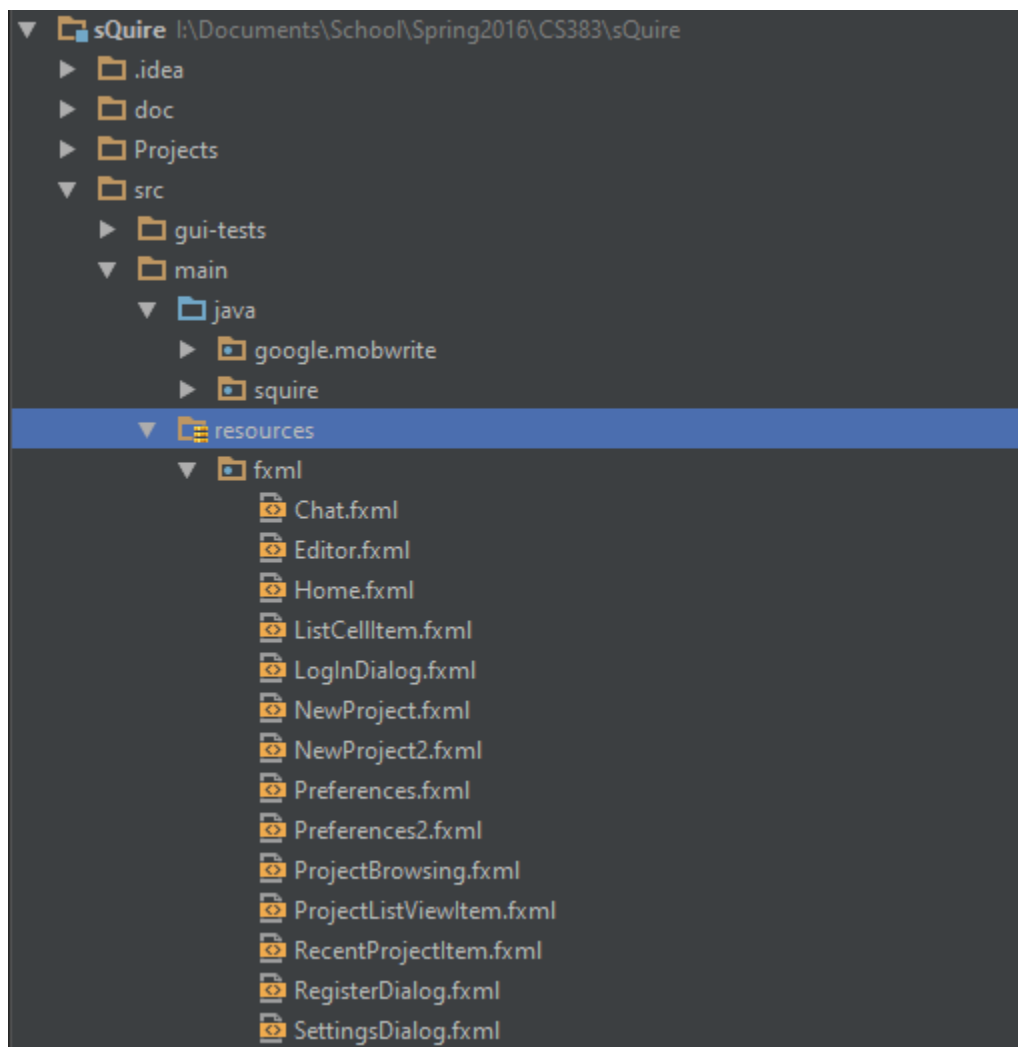 sQuire I:\Documents\School\Spring2016\CS383\sQuire
.idea
doc
Projects
src
gui-tests
main
java
google.mobwrite
squire
resources
fxml
Chat.fxml
Editor.fxml
Home.fxml
ListCellItem.fxml
LogInDialog.fxml
NewProject.fxml
NewProject2.fxml
Preferences.fxml
Preferences2.fxml
ProjectBrowsing.fxml
ProjectListViewItem.fxml
RecentProjectItem.fxml
RegisterDialog.fxml
SettingsDialog.fxml